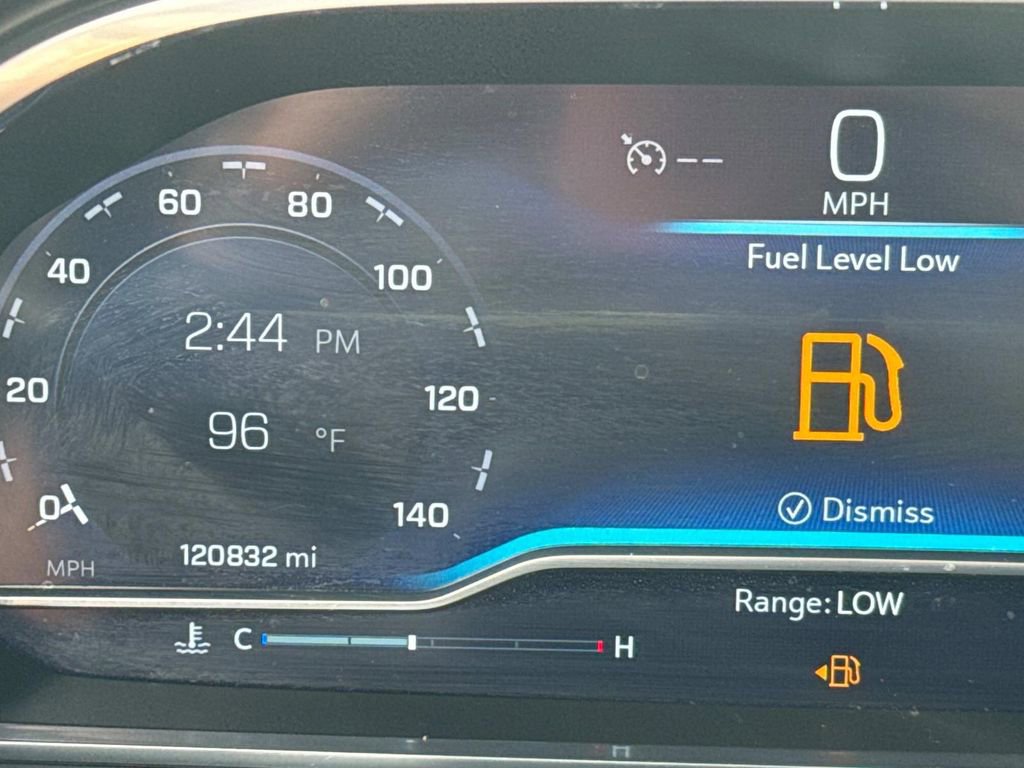 0
MPH
60
80
40
100
Fuel Level Low
2:44 PM
20
120
96 °F
0
140
Dismiss
120832 mi
MPH
Range: LOW
C
H